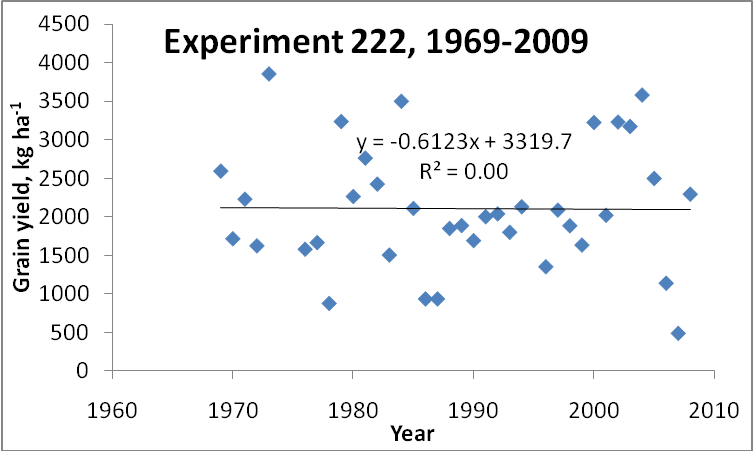 Experiment 222, 1969-2009
4500
4000
3500
3000
2500
2000
1500
1000
500
0
Grain yield, kg ha⁻¹
y = -0.6123x + 3319.7
R² = 0.00
1960 1970 1980 1990 2000 2010
Year